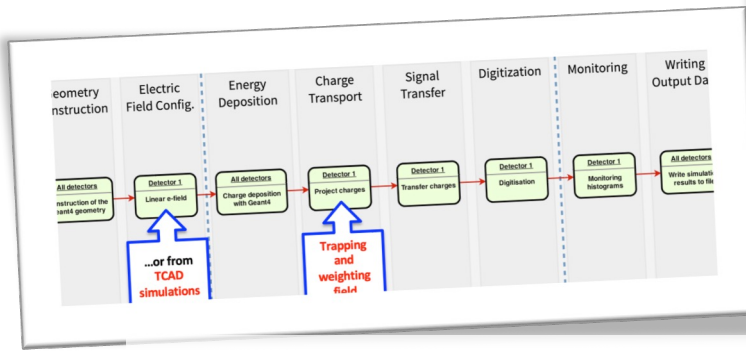 eometry
nstruction
Electric
Field Config.
Energy
Deposition
Charge
Transport
Signal
Transfer
Digitization
Monitoring
Writing
Output Da
All detectors
nstruction of the
eant4 geometry
Detector 1
Linear e-field
All detectors
Charge deposition
with Geant4
Detector 1
Project charges
Detector 1
Transfer charges
Detector 1
Digitisation
Detector 1
Monitoring
histograms
All detectors
Write simulati
results to file
...or from
TCAD
simulations
Trapping
and
weighting
field